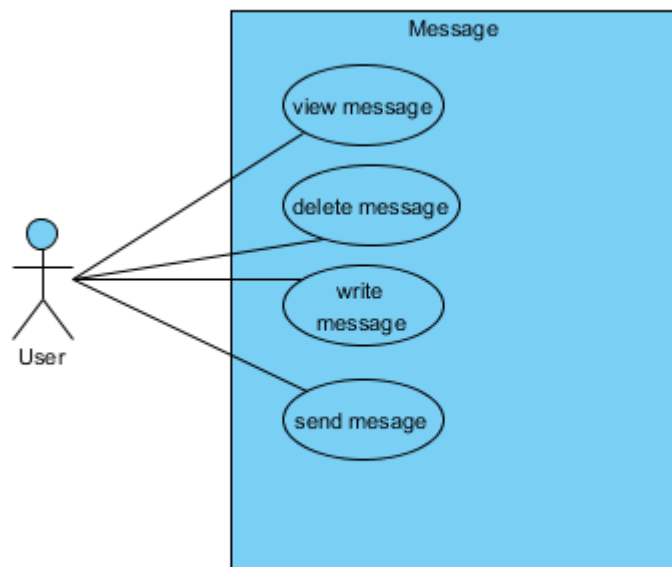 Message
view message
delete message
write
message
send mesage
User